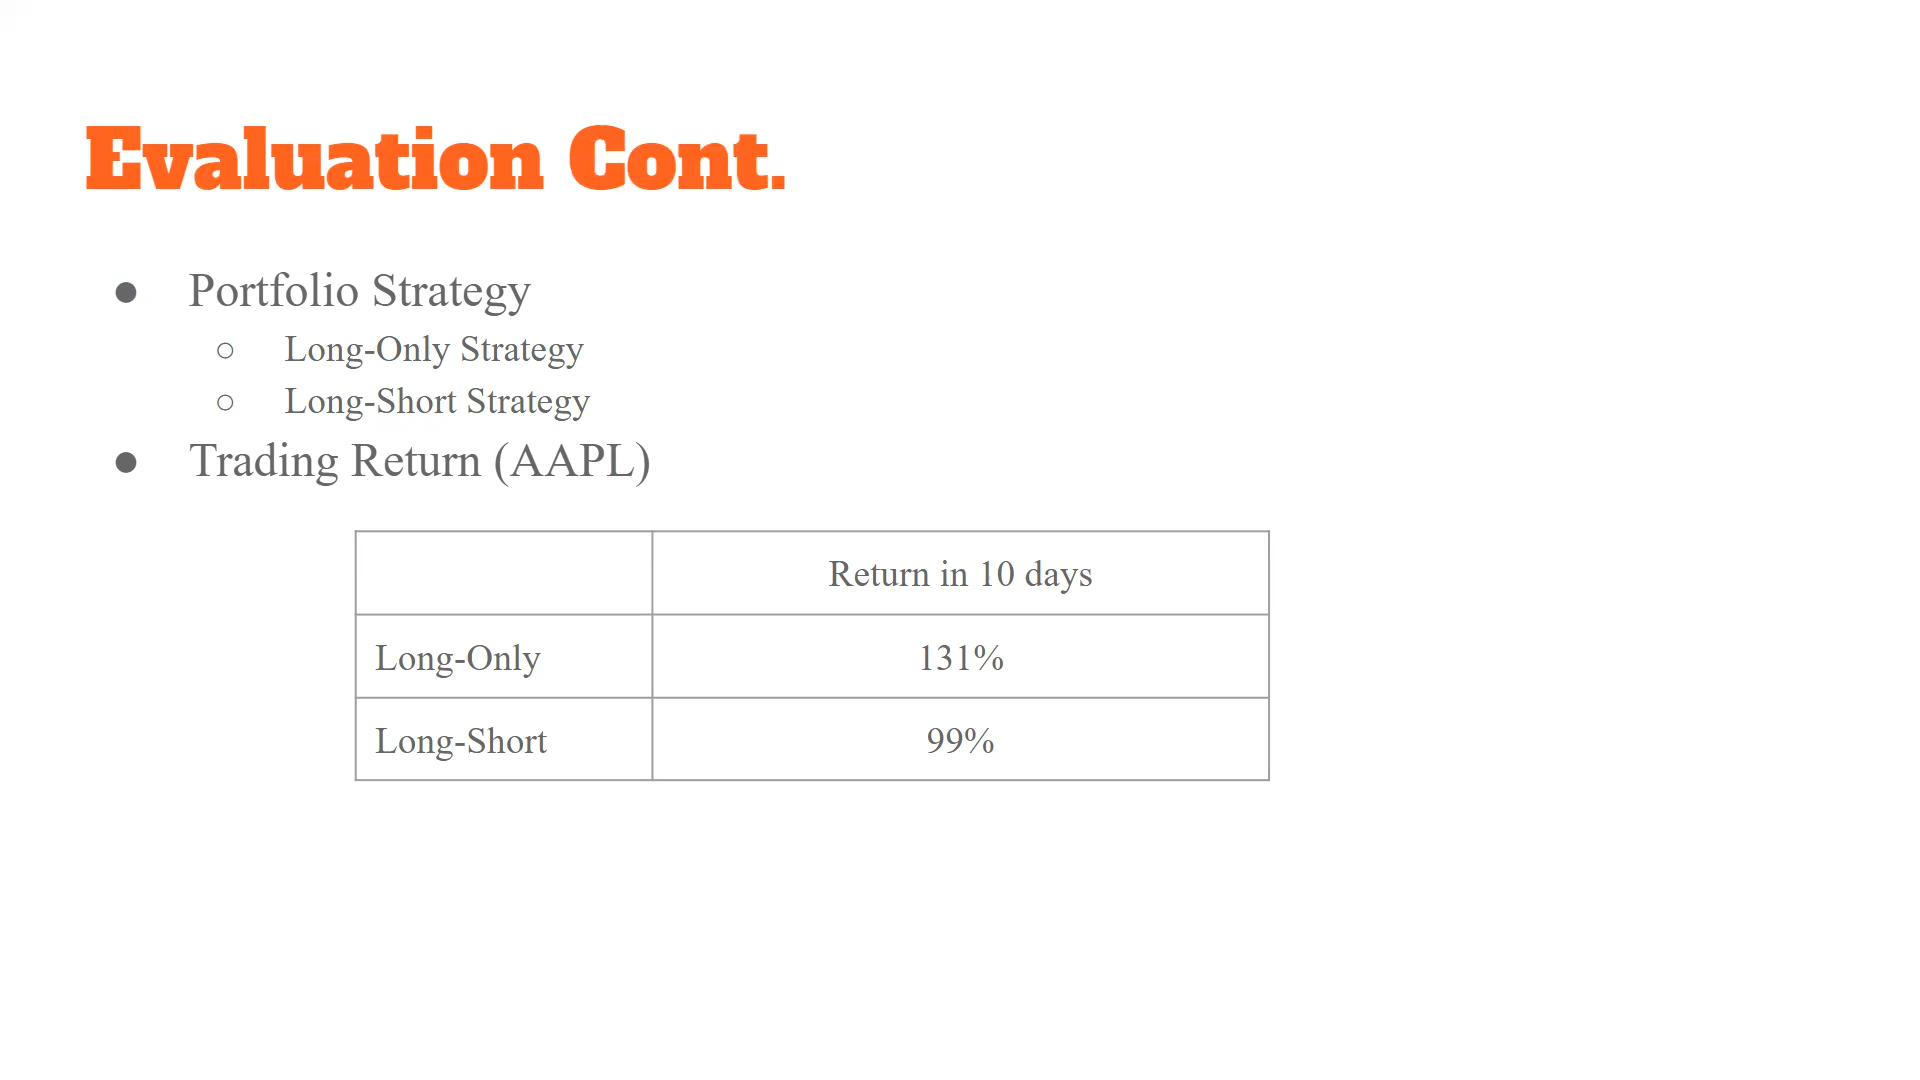 Evaluation Cont.
● Portfolio Strategy
○ Long-Only Strategy
○ Long-Short Strategy
● Trading Return (AAPL)
Return in 10 days
Long-Only 131%
Long-Short 99%